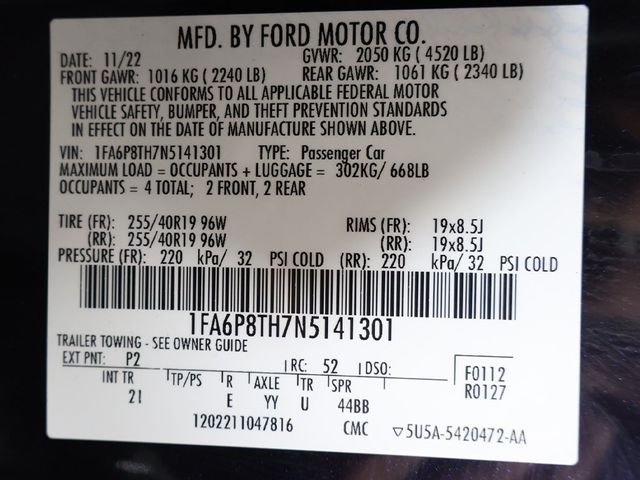 MFD. BY FORD MOTOR CO.
DATE: 11/22 GVWR: 2050 KG ( 4520 LB)
FRONT GAWR: 1016 KG ( 2240 LB) REAR GAWR: 1061 KG ( 2340 LB)
THIS VEHICLE CONFORMS TO ALL APPLICABLE FEDERAL MOTOR
VEHICLE SAFETY, BUMPER, AND THEFT PREVENTION STANDARDS
IN EFFECT ON THE DATE OF MANUFACTURE SHOWN ABOVE.
VIN: 1FA6P8TH7N5141301 TYPE: Passenger Car
MAXIMUM LOAD = OCCUPANTS + LUGGAGE = 302KG/ 668LB
OCCUPANTS = 4 TOTAL; 2 FRONT, 2 REAR
TIRE (FR): 255/40R19 96W RIMS (FR): 19x8.5J
(RR): 255/40R19 96W (RR): 19x8.5J
PRESSURE (FR): 220 kPa/ 32 PSI COLD (RR): 220 kPa/ 32 PSI COLD
1FA6P8TH7N5141301
TRAILER TOWING - SEE OWNER GUIDE
EXT PNT: P2 RC: 52 DSO: F0112
INT TR TP/PS R AXLE TR SPR R0127
21 E YY U 44BB
1202211047816 CMC ▽5U5A-5420472-AA